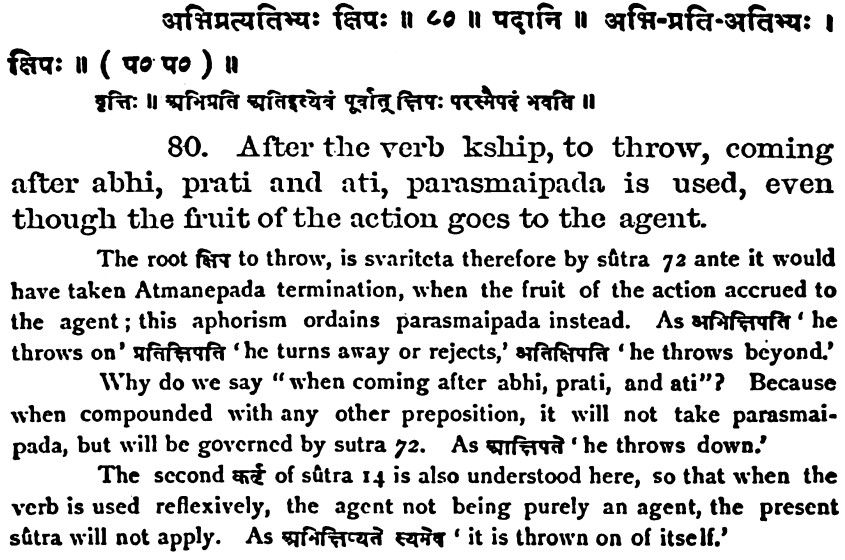 अभिप्रत्यतिभ्यः क्षिपः ॥ ८० ॥ पदानि ॥ अभि-प्रति-अतिभ्यः ।
क्षिपः ॥ ( प० प० ) ॥
वृत्तिः ॥ अभिप्रति अतिइत्येवं पूर्वात् क्षिपः परस्मैपदं भवति ॥
80. After the verb kship, to throw, coming
after abhi, prati and ati, parasmaipada is used, even
though the fruit of the action goes to the agent.
The root क्षिप to throw, is svariteta therefore by sûtra 72 ante it would
have taken Atmanepada termination, when the fruit of the action accrued to
the agent; this aphorism ordains parasmaipada instead. As अभिक्षिपति ' he
throws on' प्रतिक्षिपति 'he turns away or rejects,' अतिक्षिपति 'he throws beyond.'
Why do we say "when coming after abhi, prati, and ati"? Because
when compounded with any other preposition, it will not take parasmai-
pada, but will be governed by sutra 72. As आक्षिपते 'he throws down.'
The second कर्त्तृ of sûtra 14 is also understood here, so that when the
verb is used reflexively, the agent not being purely an agent, the present
sûtra will not apply. As अभिक्षिप्यते स्यमेव ' it is thrown on of itself.'